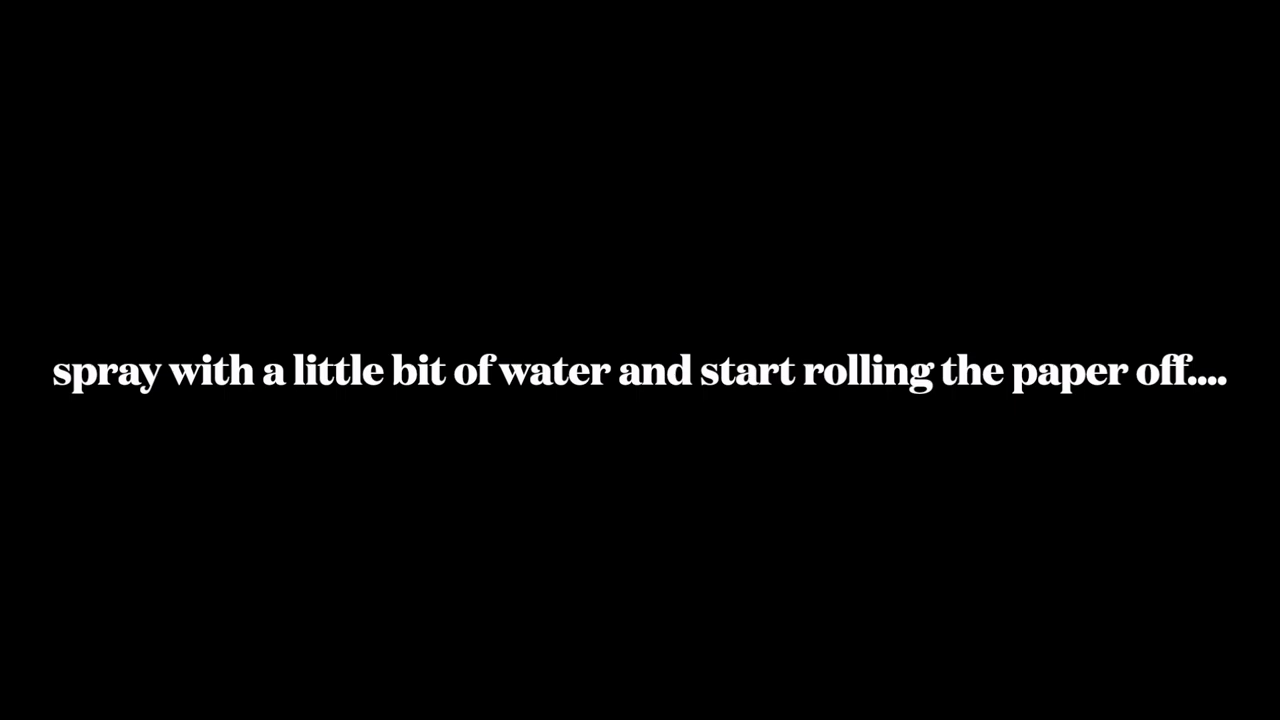 spray with a little bit of water and start rolling the paper off....